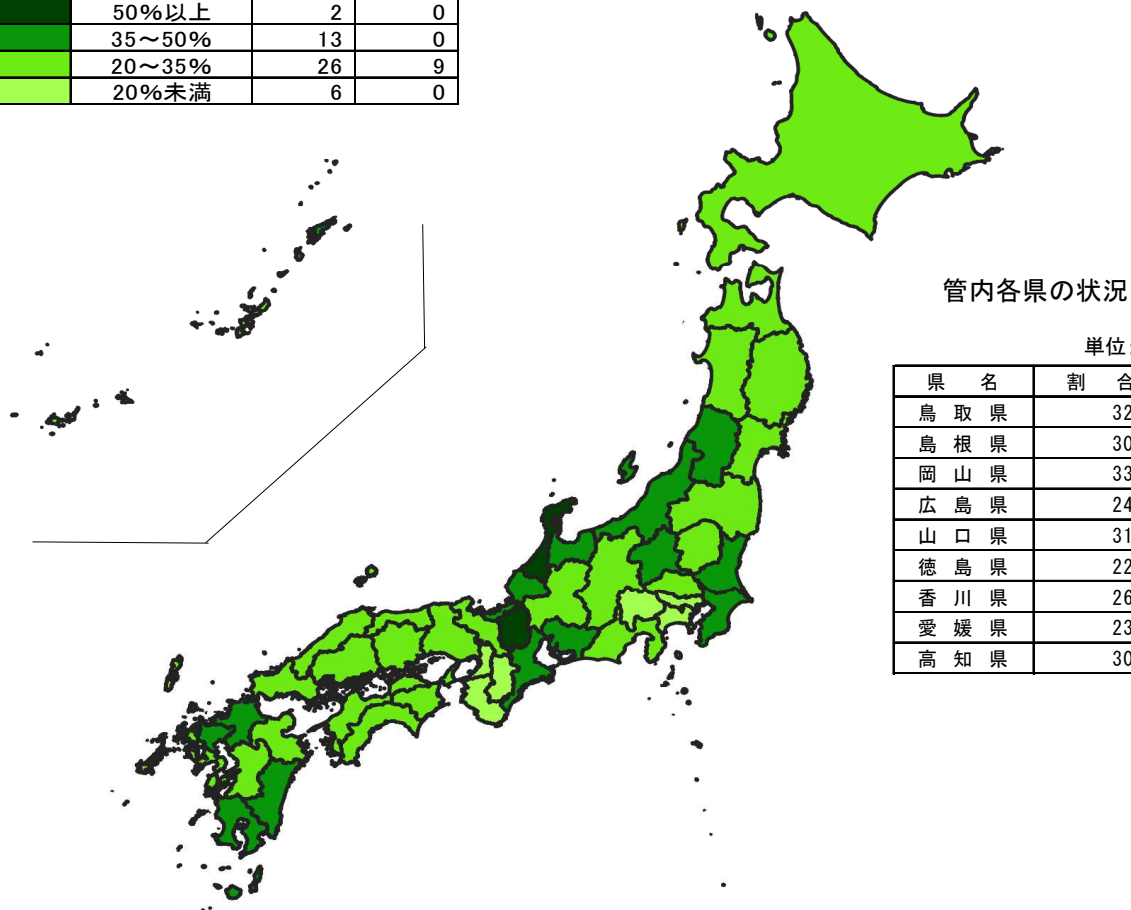 50%以上 2 0
35～50% 13 0
20～35% 26 9
20%未満 6 0
管内各県の状況
単位:
県 名 割 合
鳥 取 県 32
島 根 県 30
岡 山 県 33
広 島 県 24
山 口 県 31
徳 島 県 22
香 川 県 26
愛 媛 県 23
高 知 県 30